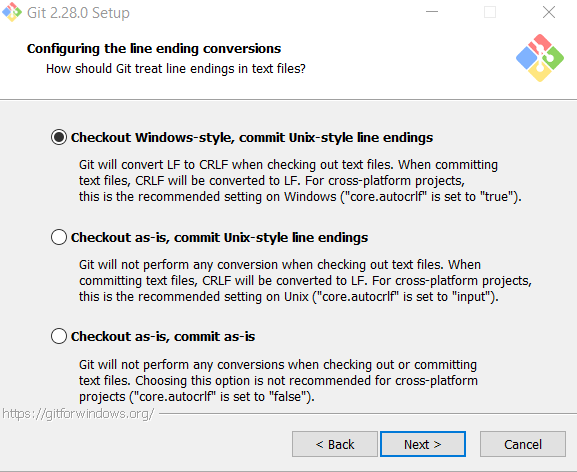 Git 2.28.0 Setup
Configuring the line ending conversions
How should Git treat line endings in text files?
Checkout Windows-style, commit Unix-style line endings
Git will convert LF to CRLF when checking out text files. When committing
text files, CRLF will be converted to LF. For cross-platform projects,
this is the recommended setting on Windows ("core.autocrlf" is set to "true").
Checkout as-is, commit Unix-style line endings
Git will not perform any conversion when checking out text files. When
committing text files, CRLF will be converted to LF. For cross-platform projects,
this is the recommended setting on Unix ("core.autocrlf" is set to "input").
Checkout as-is, commit as-is
Git will not perform any conversions when checking out or committing
text files. Choosing this option is not recommended for cross-platform
projects ("core.autocrlf" is set to "false").
https://gitforwindows.org/
< Back
Next >
Cancel